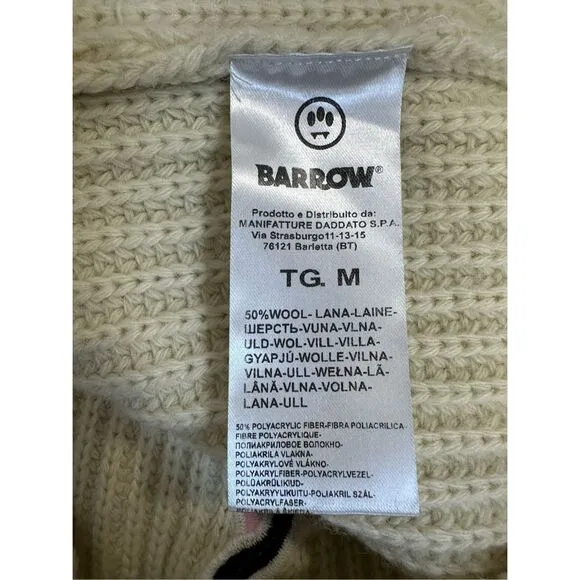 BARROW®
Prodotto e Distribuito da:
MANIFATTURE DADDATO S.P.A.
Via Strasburgo11-13-15
76121 Barletta (BT)
TG. M
50%WOOL- LANA-LAINE-
ШЕРСТЬ-VUNA-VLNA-
ULD-WOL-VILL-VILLA-
GYAPJÚ-WOLLE-VILNA-
VILNA-ULL-WEŁNA-LÃ-
LÂNĂ-VLNA-VOLNA-
LANA-ULL
50% POLYACRYLIC FIBER-FIBRA POLIACRILICA-
FIBRE POLYACRYLIQUE-
ПОЛИАКРИЛОВОЕ ВОЛОКНО-
POLIAKRILA VLAKNA-
POLYAKRYLOVÉ VLÁKNO-
POLYAKRYLFIBER-POLYACRYLVEZEL-
POLÜAKRÜLIKIUD-
POLYAKRYYLIKUITU-POLIAKRIL SZÁL-
POLYACRYLFASER-